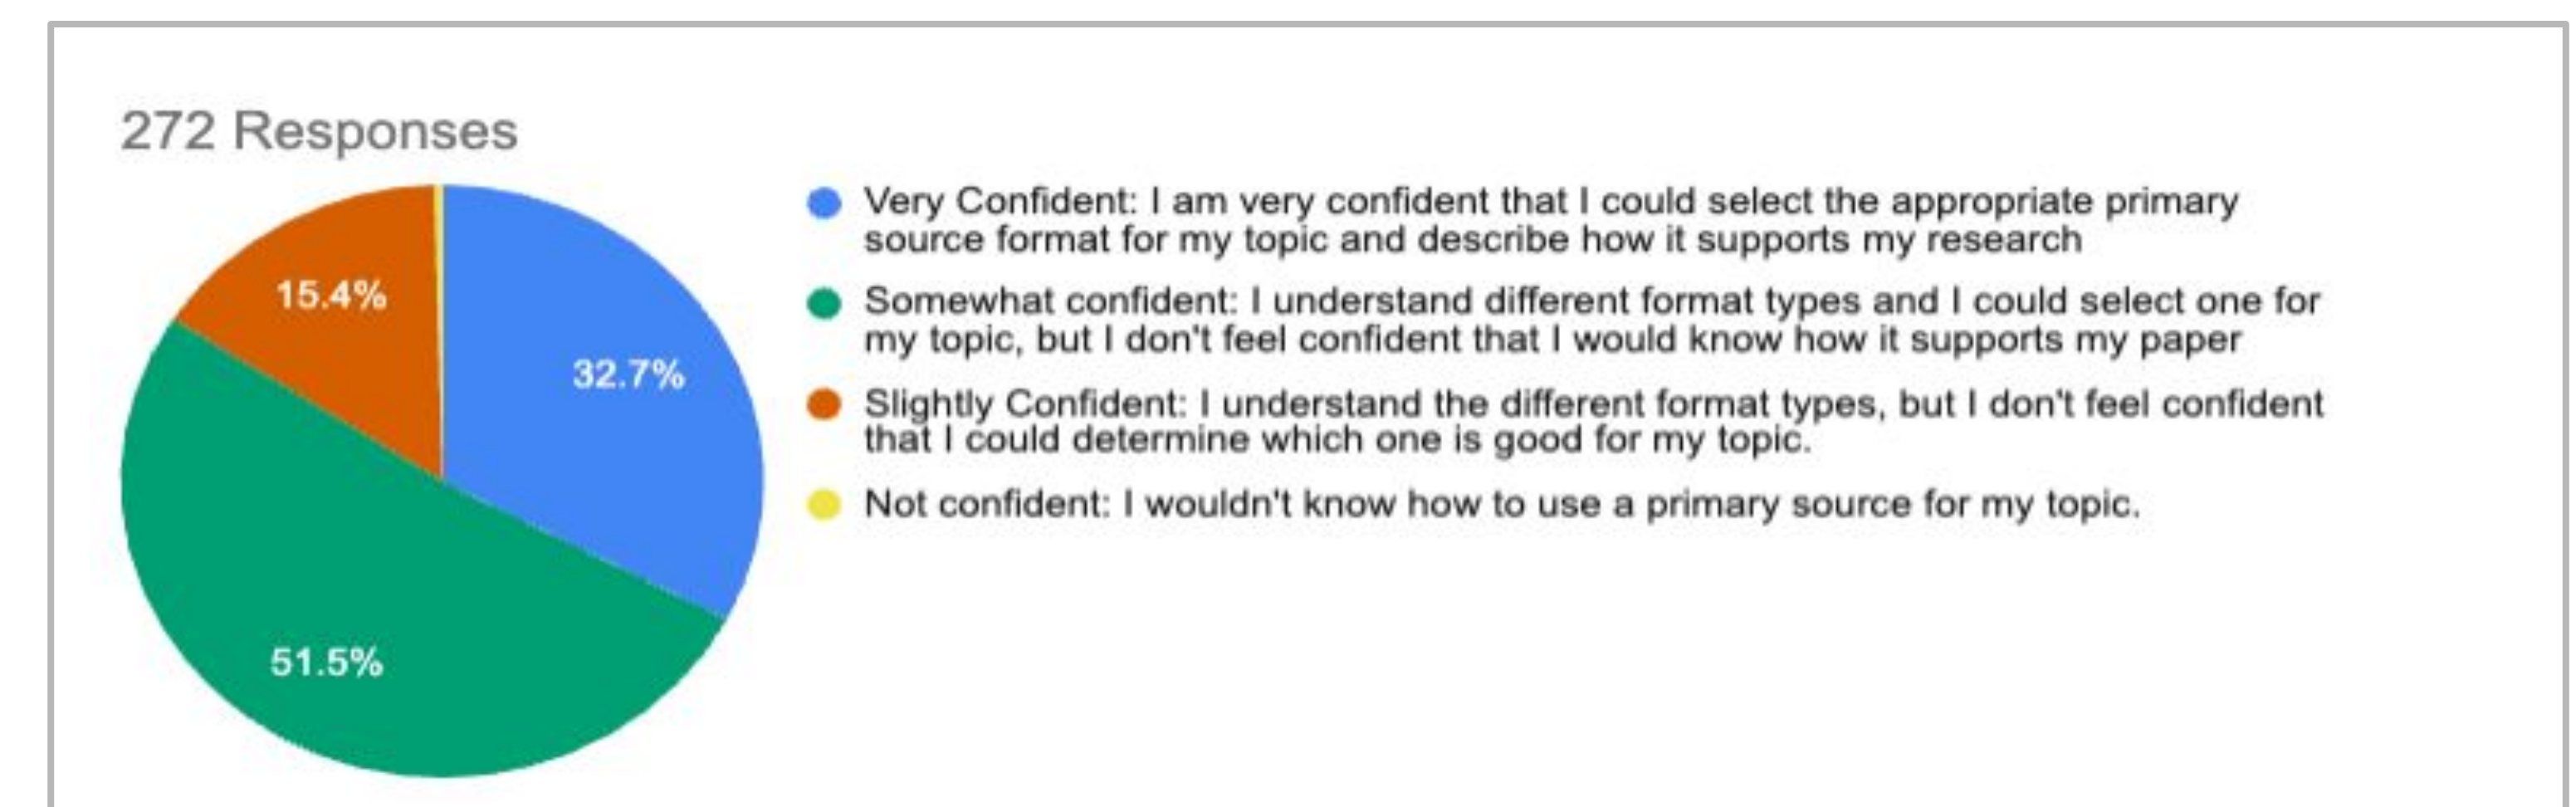 272 Responses
15.4%
32.7%
51.5%
Very Confident: I am very confident that I could select the appropriate primary
source format for my topic and describe how it supports my research
Somewhat confident: I understand different format types and I could select one for
my topic, but I don't feel confident that I would know how it supports my paper
Slightly Confident: I understand the different format types, but I don't feel confident
that I could determine which one is good for my topic.
Not confident: I wouldn't know how to use a primary source for my topic.